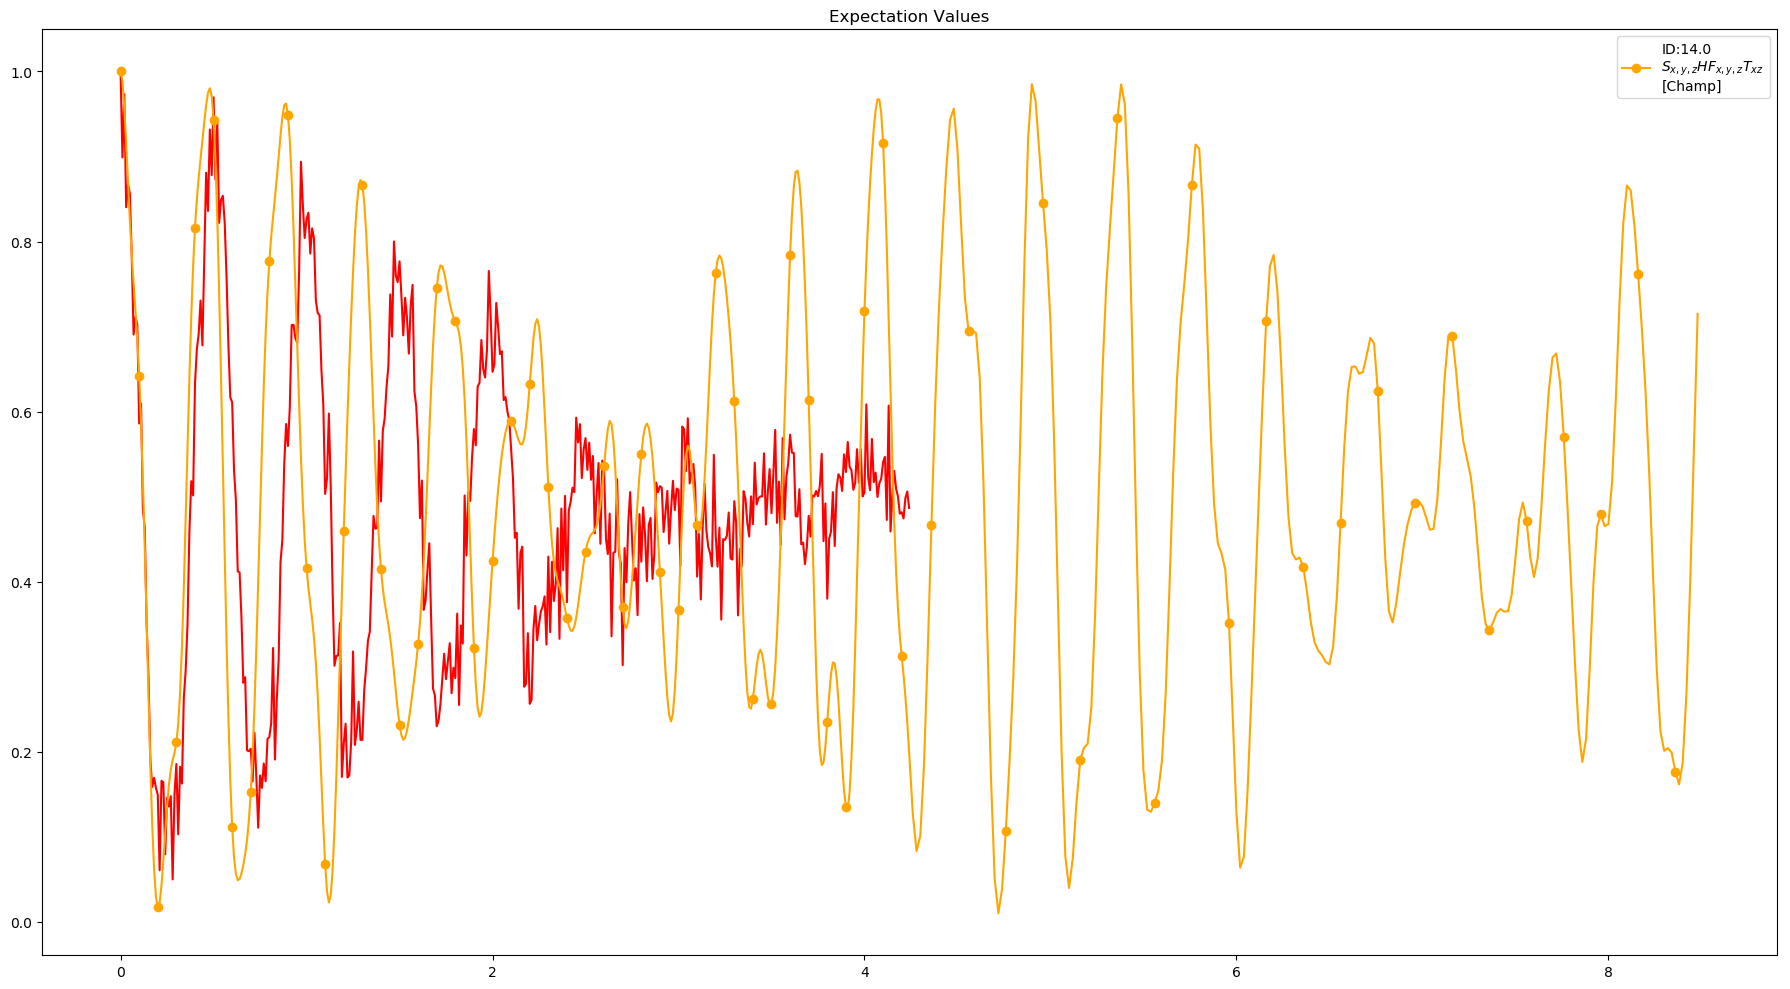 Expectation Values
ID:14.0
$S_{x,y,z}HF_{x,y,z}T_{xz}$
[Champ]
1.0
0.8
0.6
0.4
0.2
0.0
0 2 4 6 8